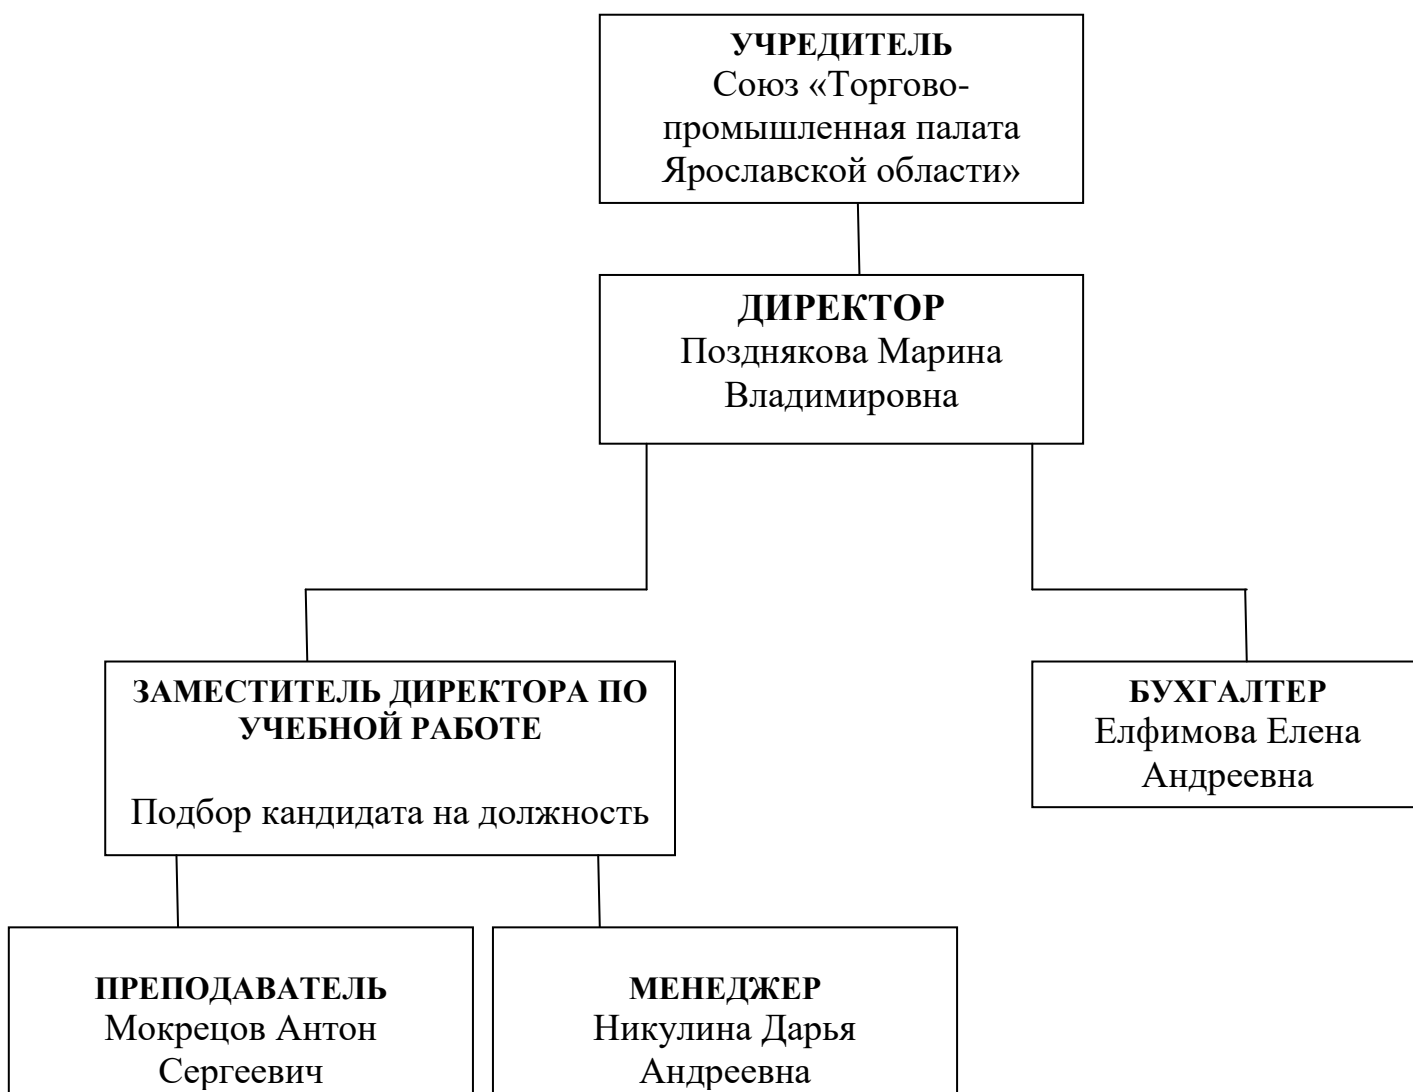 УЧРЕДИТЕЛЬ
Союз «Торгово-
промышленная палата
Ярославской области»
ДИРЕКТОР
Позднякова Марина
Владимировна
ЗАМЕСТИТЕЛЬ ДИРЕКТОРА ПО
УЧЕБНОЙ РАБОТЕ
Подбор кандидата на должность
БУХГАЛТЕР
Елфимова Елена
Андреевна
ПРЕПОДАВАТЕЛЬ
Мокрецов Антон
Сергеевич
МЕНЕДЖЕР
Никулина Дарья
Андреевна